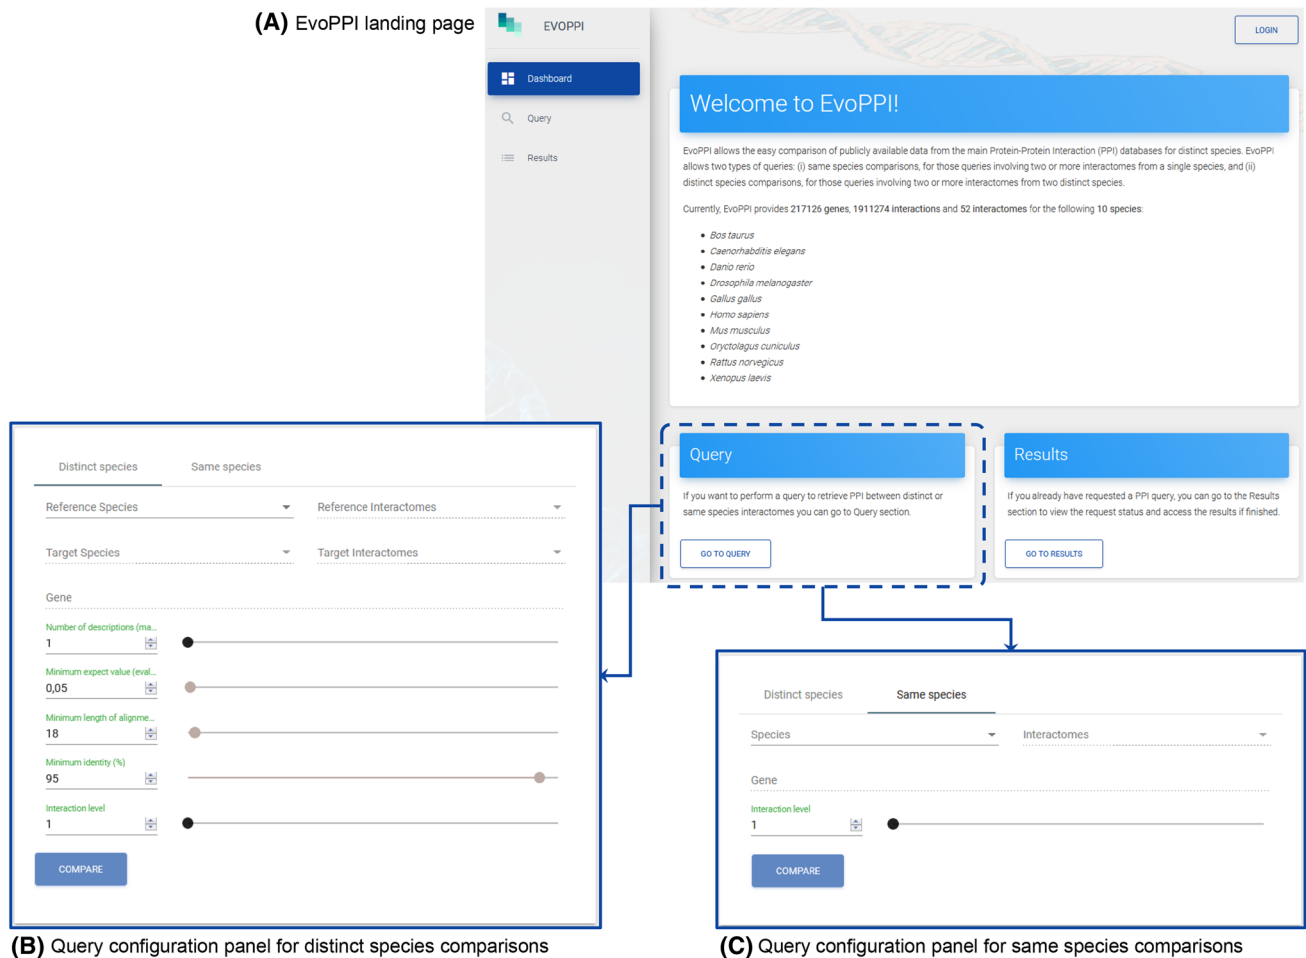 (A) EvoPPI landing page
EVOPPI
LOGIN
Dashboard
Query
Results
Welcome to EvoPPI!
EvoPPI allows the easy comparison of publicly available data from the main Protein-Protein Interaction (PPI) databases for distinct species. EvoPPI
allows two types of queries: (i) same species comparisons, for those queries involving two or more interactomes from a single species, and (ii)
distinct species comparisons, for those queries involving two or more interactomes from two distinct species.
Currently, EvoPPI provides 217126 genes, 1911274 interactions and 52 interactomes for the following 10 species:
• Bos taurus
• Caenorhabditis elegans
• Danio rerio
• Drosophila melanogaster
• Gallus gallus
• Homo sapiens
• Mus musculus
• Oryctolagus cuniculus
• Rattus norvegicus
• Xenopus laevis
Query
If you want to perform a query to retrieve PPI between distinct or
same species interactomes you can go to Query section.
GO TO QUERY
Results
If you already have requested a PPI query, you can go to the Results
section to view the request status and access the results if finished.
GO TO RESULTS
Distinct species Same species
Reference Species Reference Interactomes
Target Species Target Interactomes
Gene
Number of descriptions (ma...
1
Minimum expect value (eval...
0,05
Minimum length of alignme...
18
Minimum identity (%)
95
Interaction level
1
COMPARE
(B) Query configuration panel for distinct species comparisons
Distinct species Same species
Species Interactomes
Gene
Interaction level
1
COMPARE
(C) Query configuration panel for same species comparisons